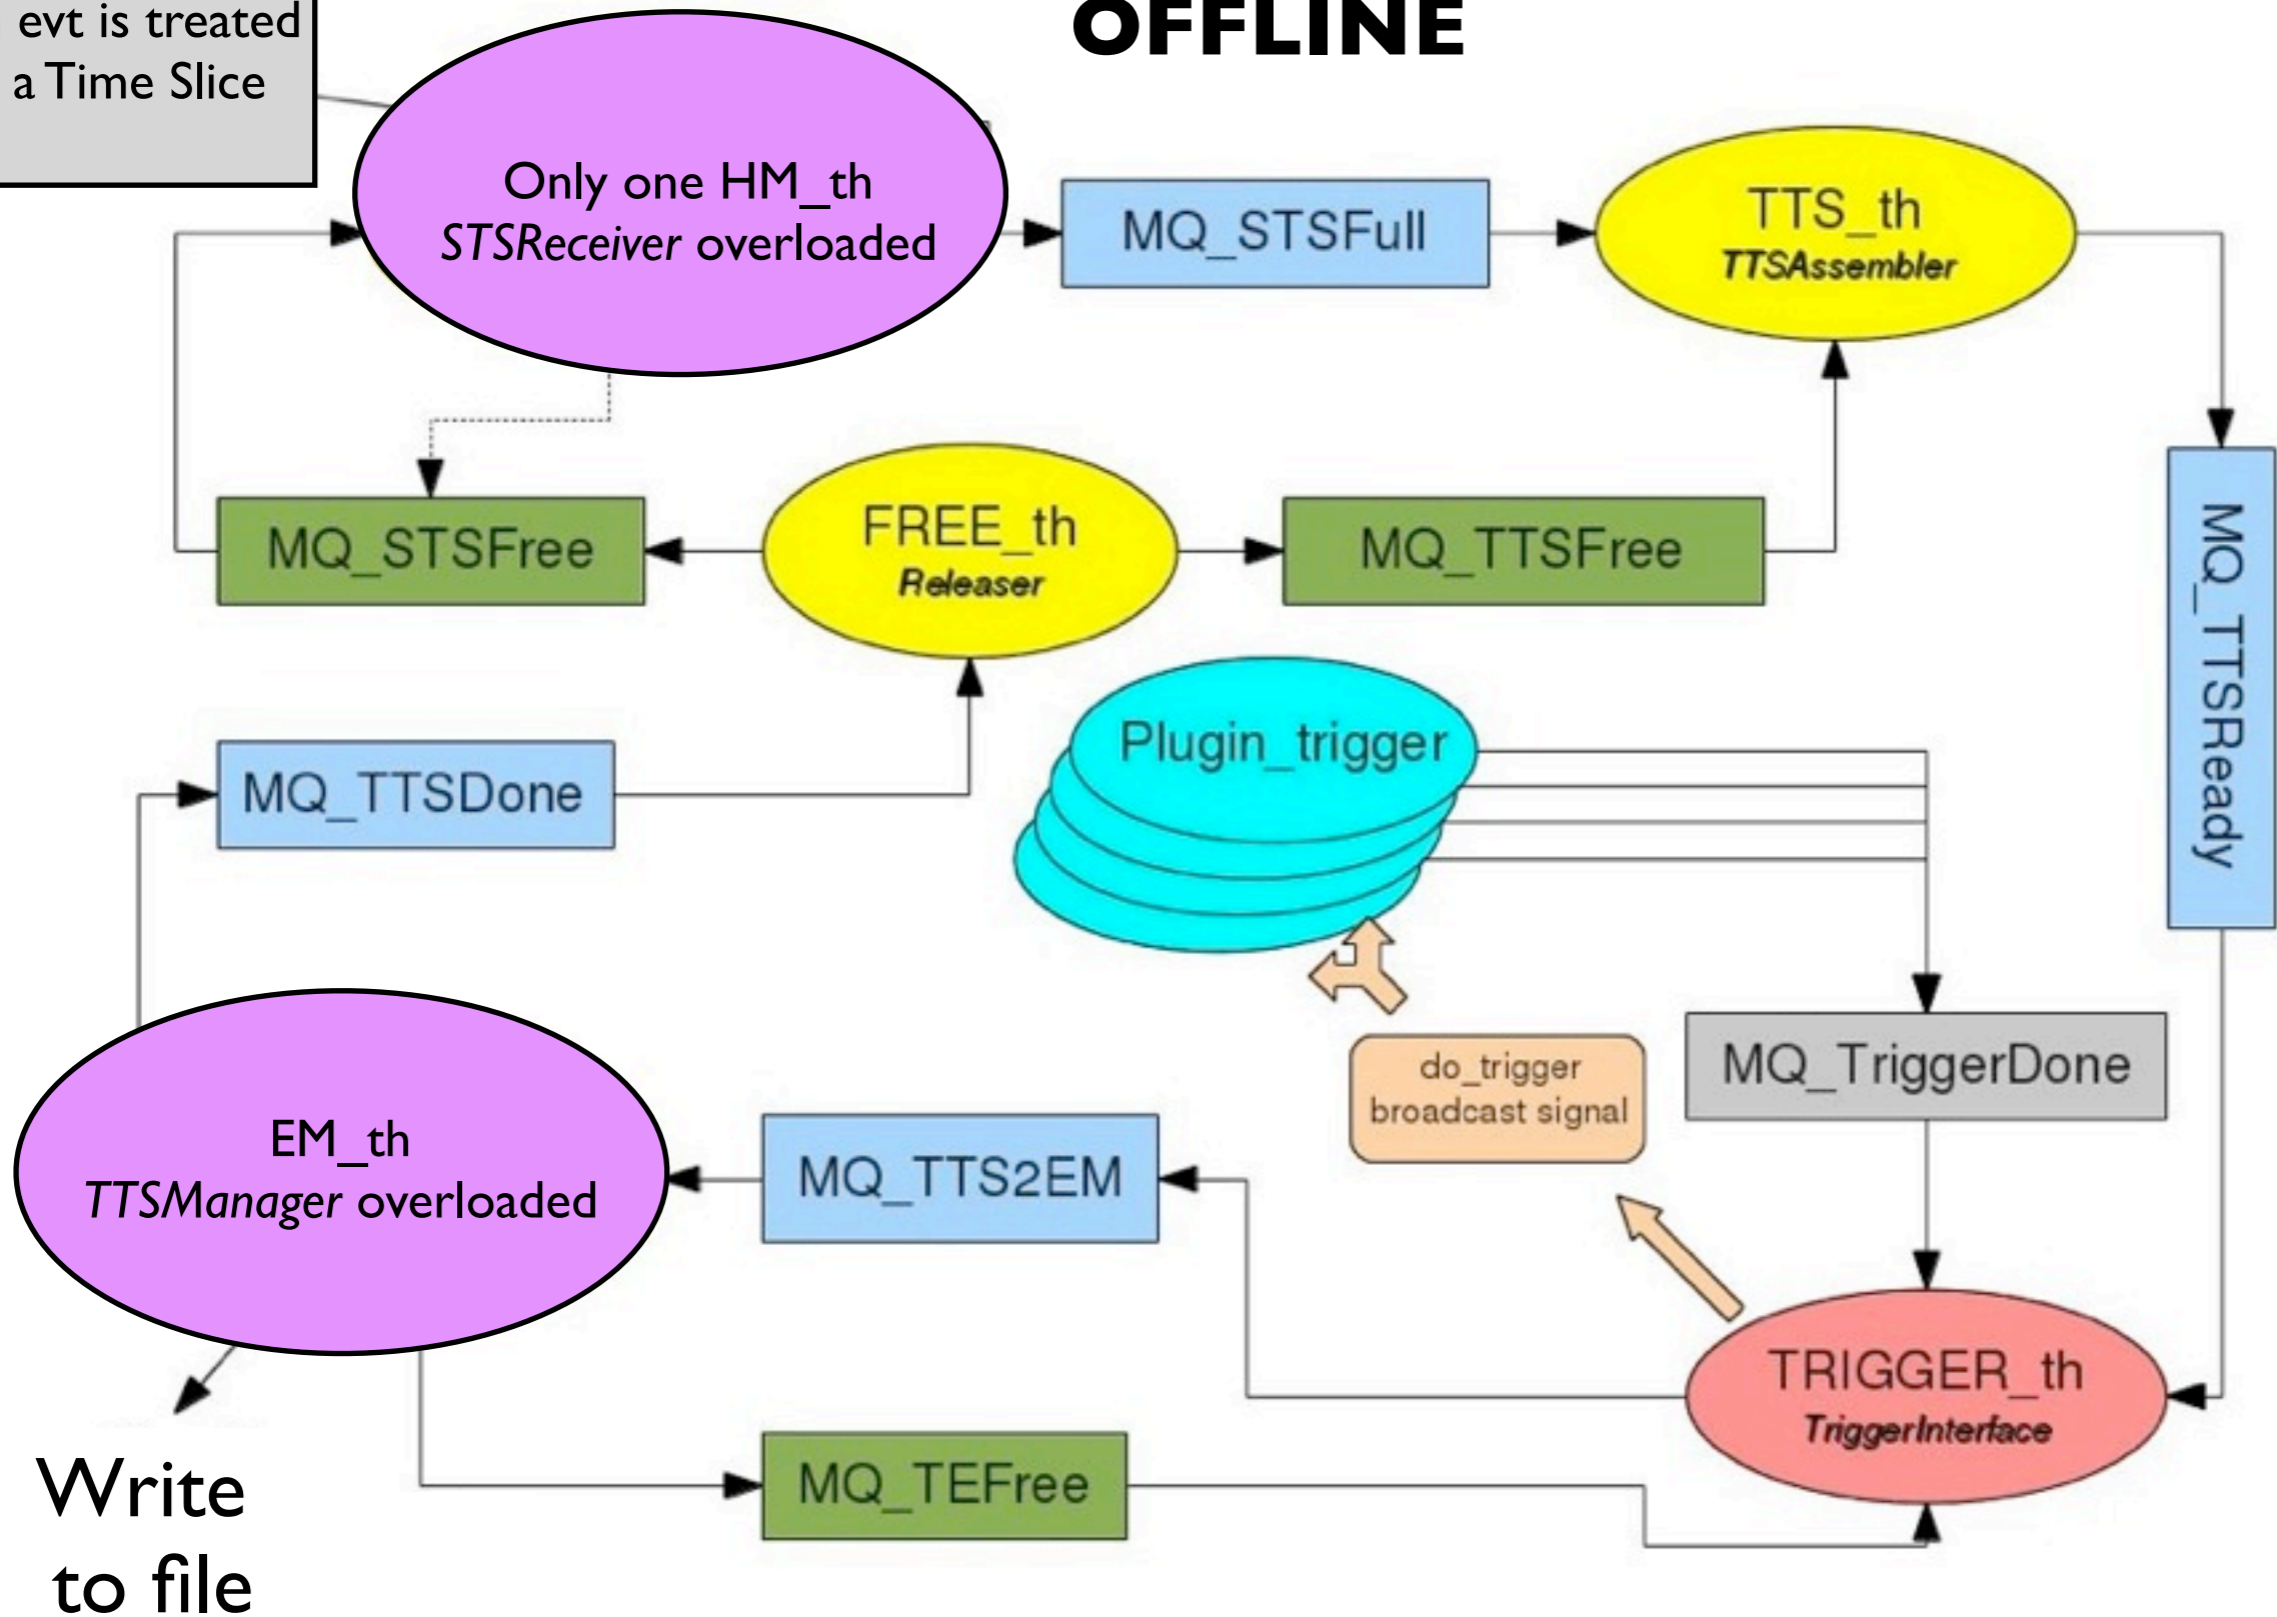 OFFLINE
evt is treated
a Time Slice
Only one HM_th
STSReceiver overloaded
MQ_STSFull
TTS_th
TTSAssembler
MQ_STSFree
FREE_th
Releaser
MQ_TTSFree
MQ_TTSReady
Plugin_trigger
MQ_TTSDone
do_trigger
broadcast signal
MQ_TriggerDone
EM_th
TTSManager overloaded
MQ_TTS2EM
TRIGGER_th
TriggerInterface
MQ_TEFree
Write
to file